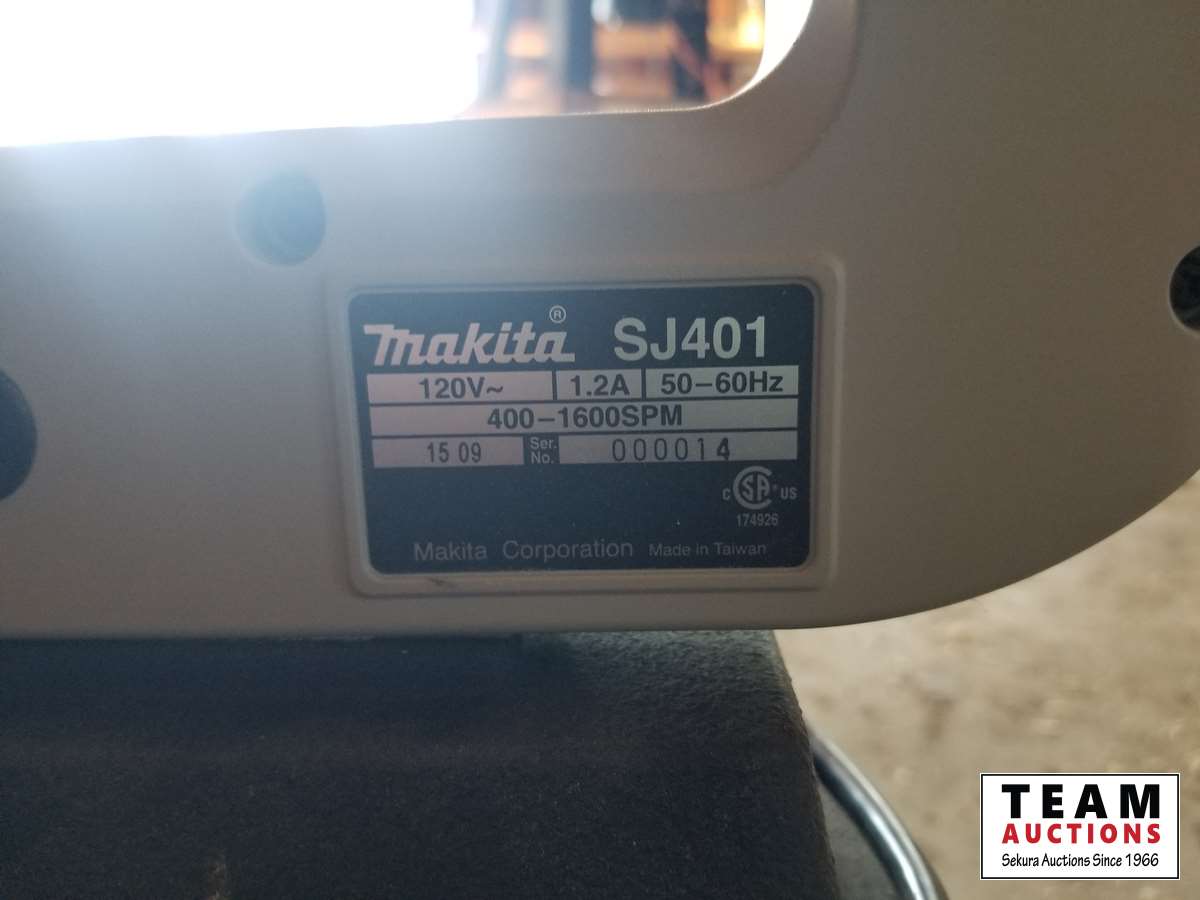 makita® SJ401
120V~ 1.2A 50-60Hz
400-1600SPM
15 09 Ser. No. 000014
C SA® US
174926
Makita Corporation Made in Taiwan
TEAM
AUCTIONS
Sekura Auctions Since 1966